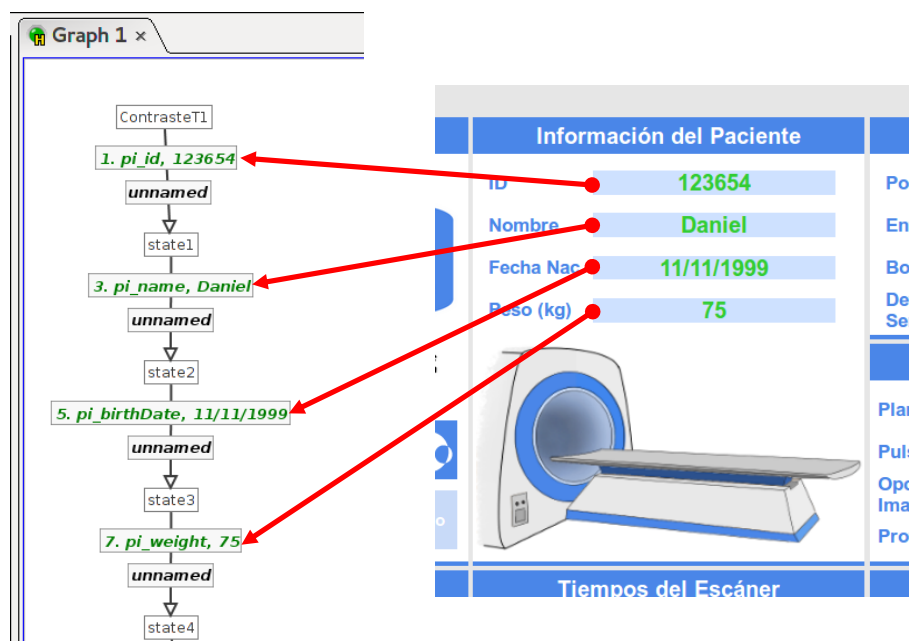 Graph 1 ×
ContrasteT1
1. pi_id, 123654
unnamed
state1
3. pi_name, Daniel
unnamed
state2
5. pi_birthDate, 11/11/1999
unnamed
state3
7. pi_weight, 75
unnamed
state4
Información del Paciente
ID 123654
Nombre Daniel
Fecha Nac 11/11/1999
Peso (kg) 75
Tiempos del Escáner
Po
En
Bo
De
Se
Plan
Puls
Opc
Ima
Pro